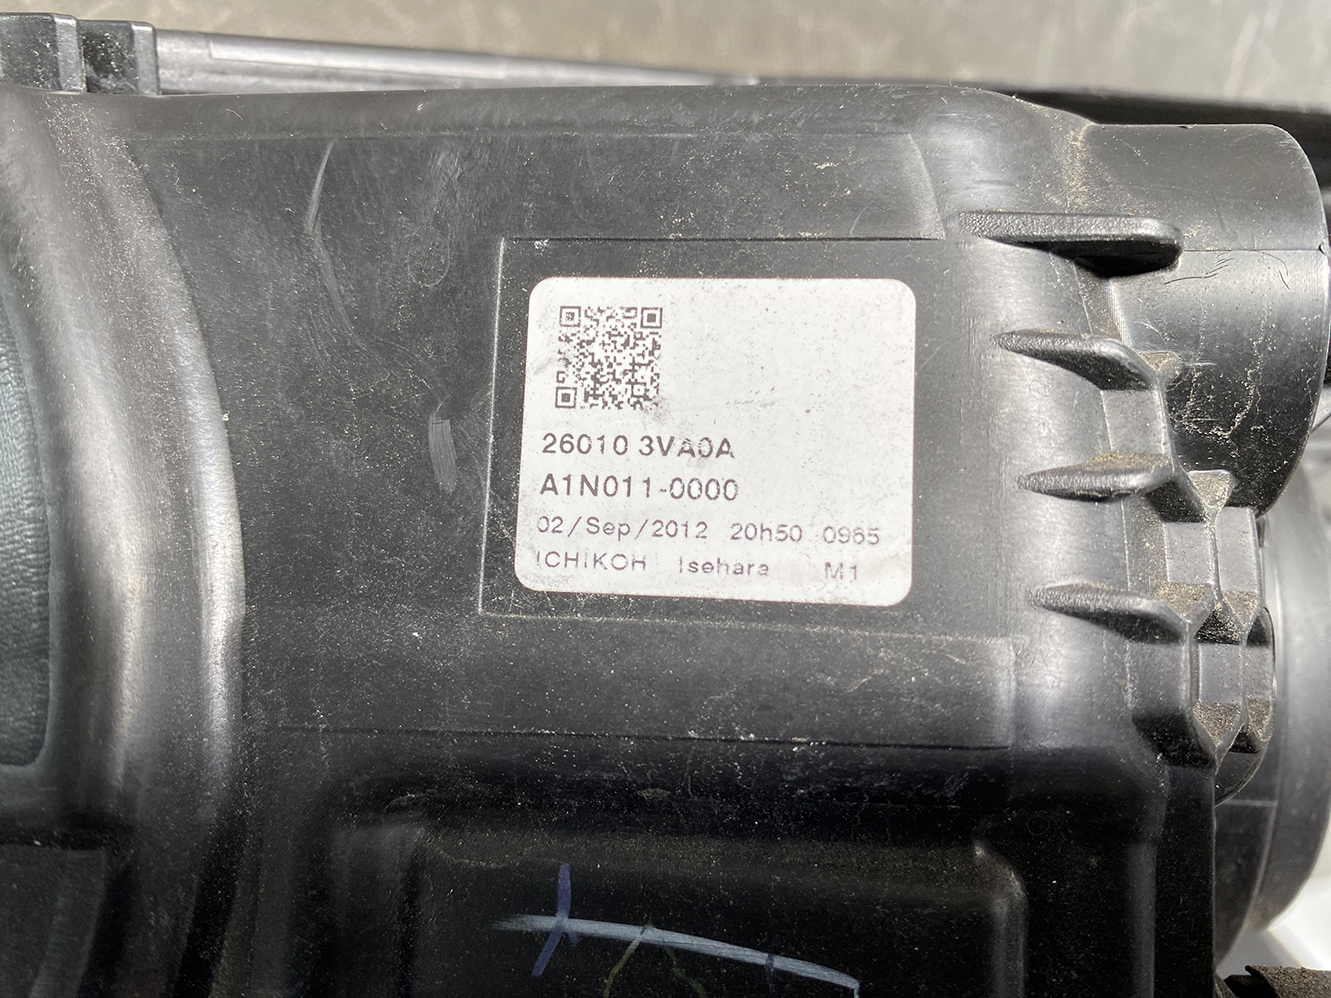 26010 3VA0A
A1N011-0000
02/Sep/2012 20h50 0965
ICHIKOH Isehara M1